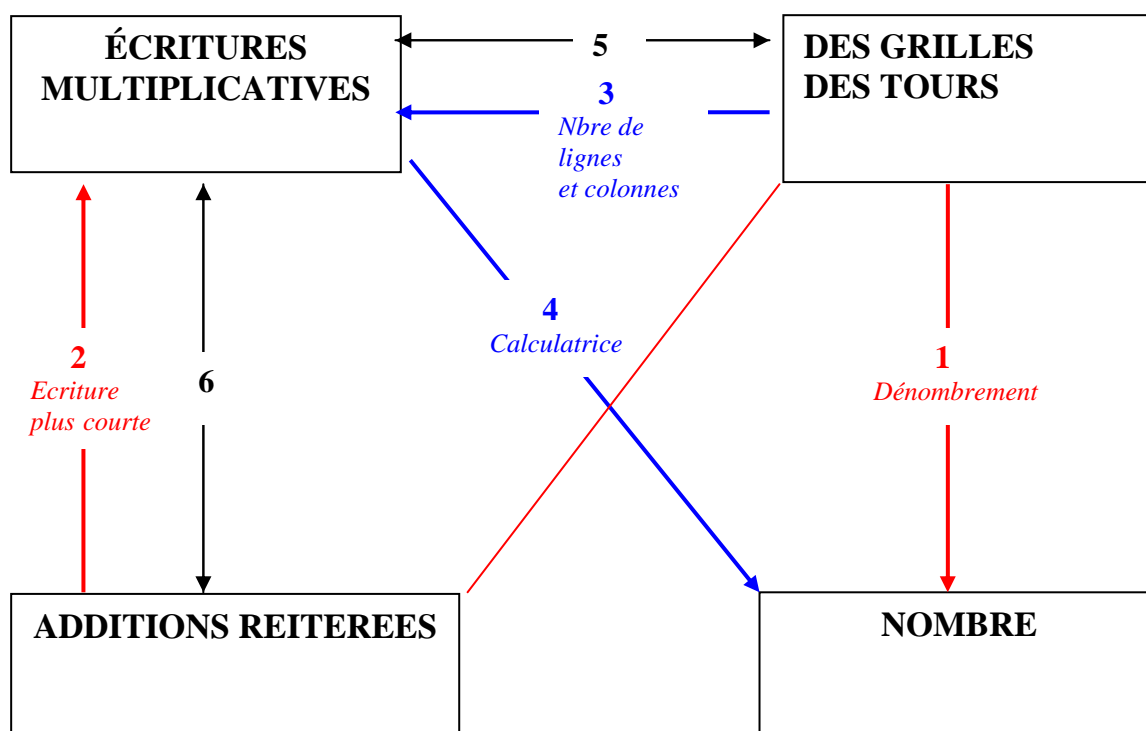 ÉCRITURES
MULTIPLICATIVES
5
DES GRILLES
DES TOURS
3
Nbre de
lignes
et colonnes
4
Calculatrice
2
Ecriture
plus courte
6
1
Dénombrement
ADDITIONS REITEREES
NOMBRE